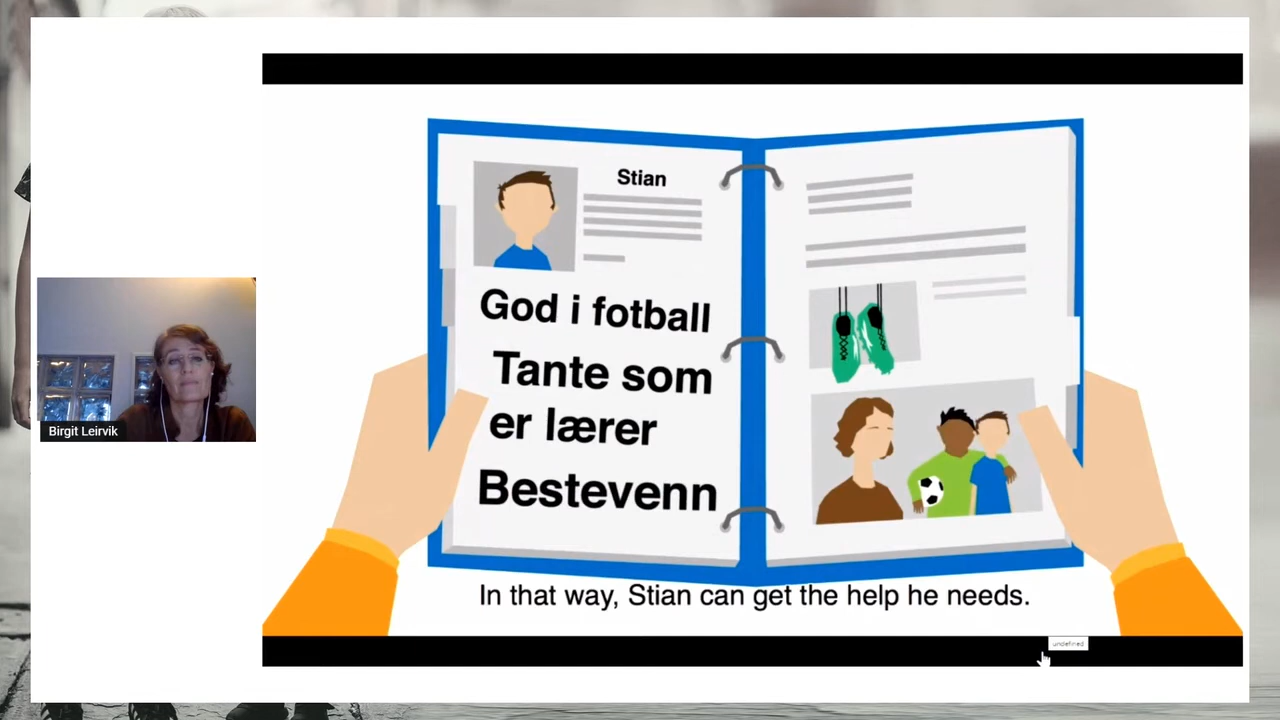 Stian
God i fotball
Tante som
er lærer
Bestevenn
In that way, Stian can get the help he needs.
Birgit Leirvik
undefined